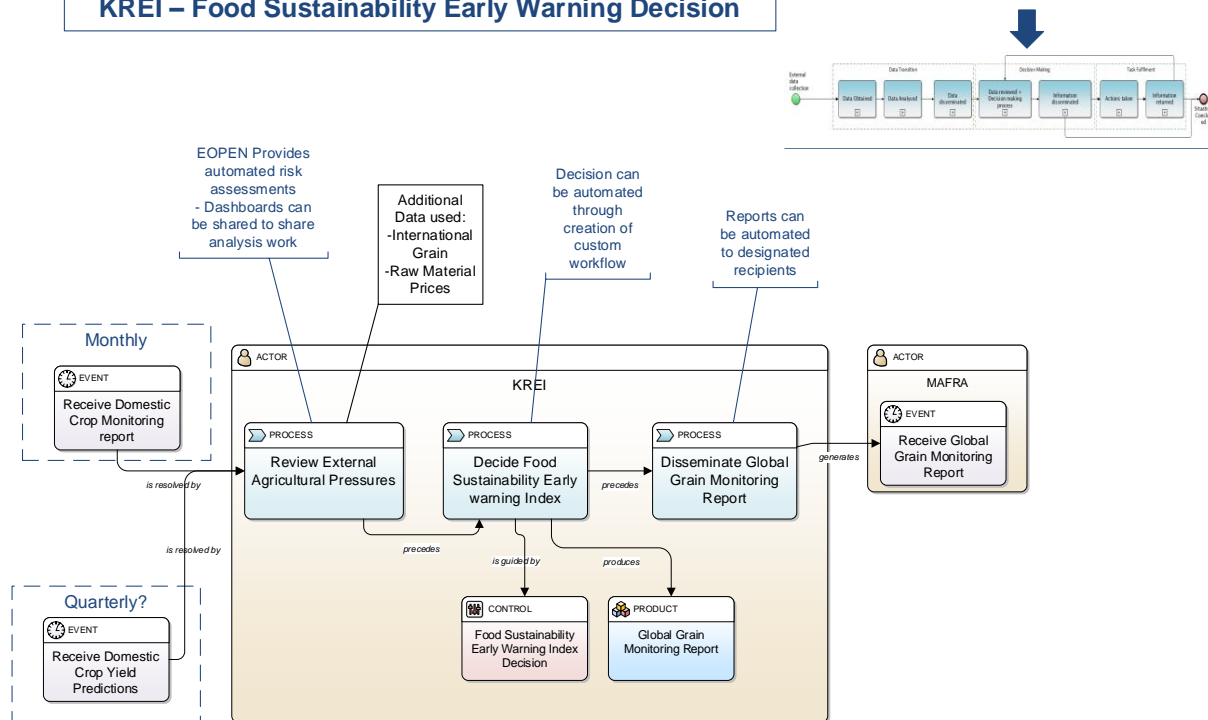 KREI – Food Sustainability Early Warning Decision
External
data
collection
Data Transition
Decision Making
Task Fulfilment
Data Obtained
Data Analysed
Data
disseminated
Data reviewed +
Decision making
process
Information
disseminated
Actions taken
Information
returned
EOPEN Provides
automated risk
assessments
- Dashboards can
be shared to share
analysis work
Additional
Data used:
-International
Grain
-Raw Material
Prices
Decision can
be automated
through
creation of
custom
workflow
Reports can
be automated
to designated
recipients
Monthly
EVENT
Receive Domestic
Crop Monitoring
report
is resolved by
is resolved by
Quarterly?
EVENT
Receive Domestic
Crop Yield
Predictions
ACTOR
KREI
PROCESS
Review External
Agricultural Pressures
precedes
PROCESS
Decide Food
Sustainability Early
warning Index
precedes
PROCESS
Disseminate Global
Grain Monitoring
Report
is guided by
produces
CONTROL
Food Sustainability
Early Warning Index
Decision
PRODUCT
Global Grain
Monitoring Report
generates
ACTOR
MAFRA
EVENT
Receive Global
Grain Monitoring
Report